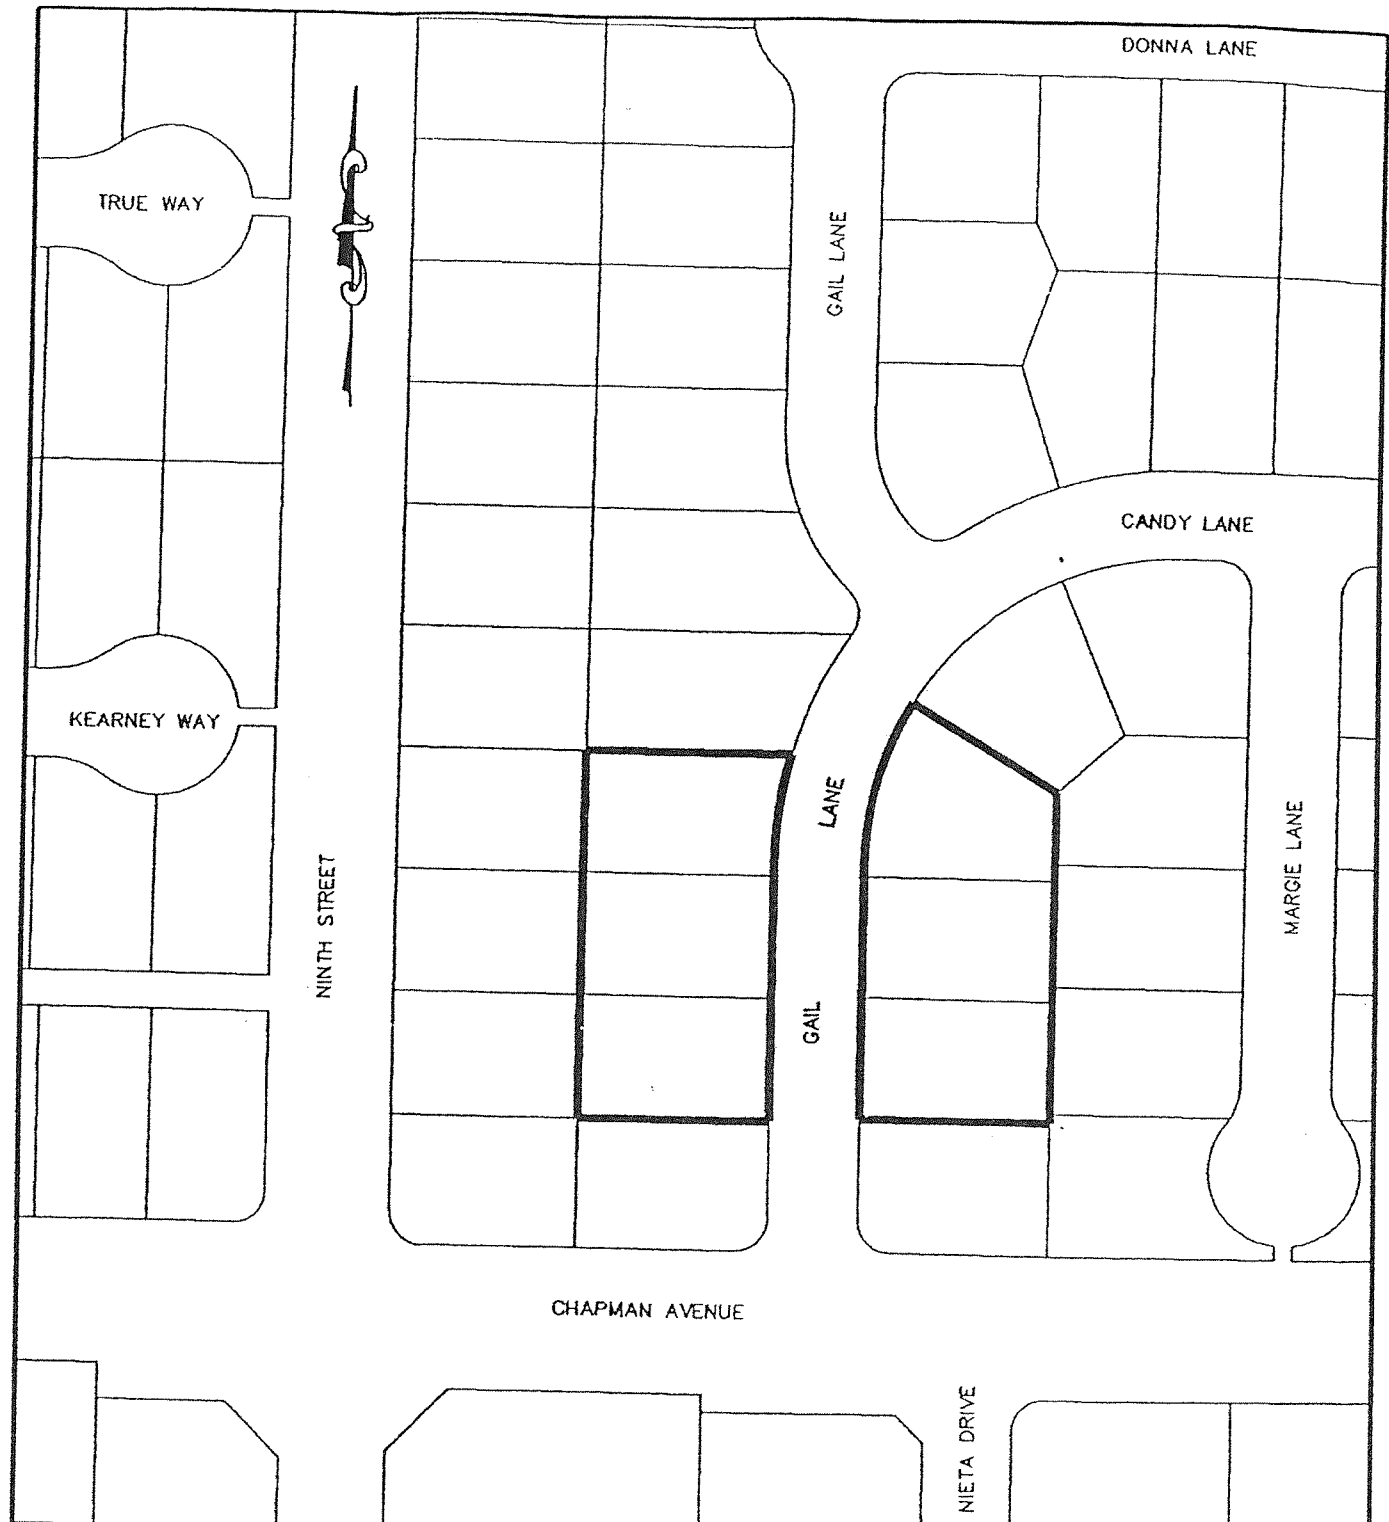 DONNA LANE
TRUE WAY
GAIL LANE
CANDY LANE
KEARNEY WAY
LANE
MARGIE LANE
NINTH STREET
GAIL
CHAPMAN AVENUE
NIETA DRIVE